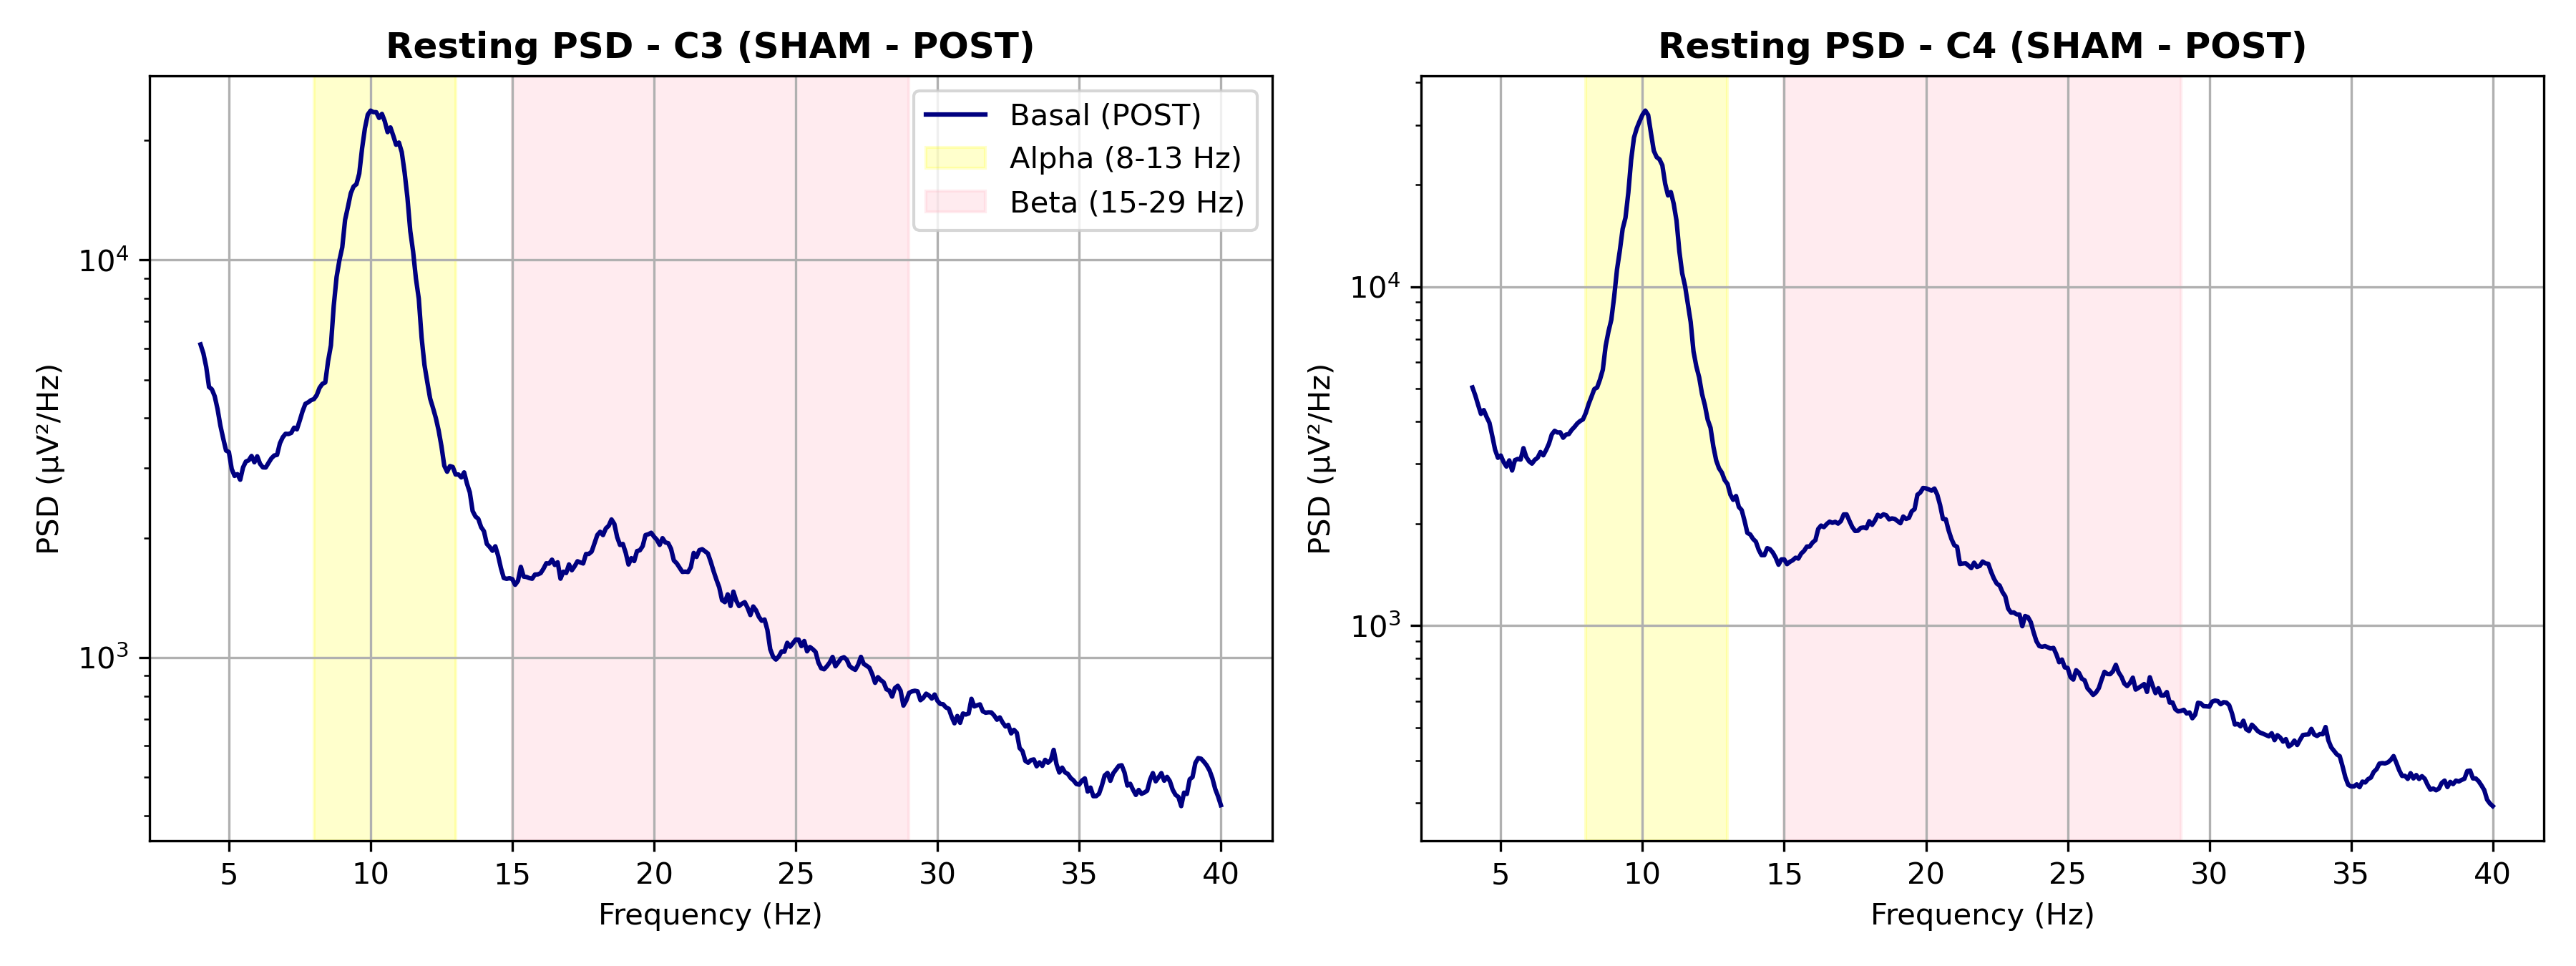 Resting PSD - C3 (SHAM - POST)
Basal (POST)
Alpha (8-13 Hz)
Beta (15-29 Hz)
10⁴
10³
PSD (µV²/Hz)
5 10 15 20 25 30 35 40
Frequency (Hz)
Resting PSD - C4 (SHAM - POST)
10⁴
10³
PSD (µV²/Hz)
5 10 15 20 25 30 35 40
Frequency (Hz)